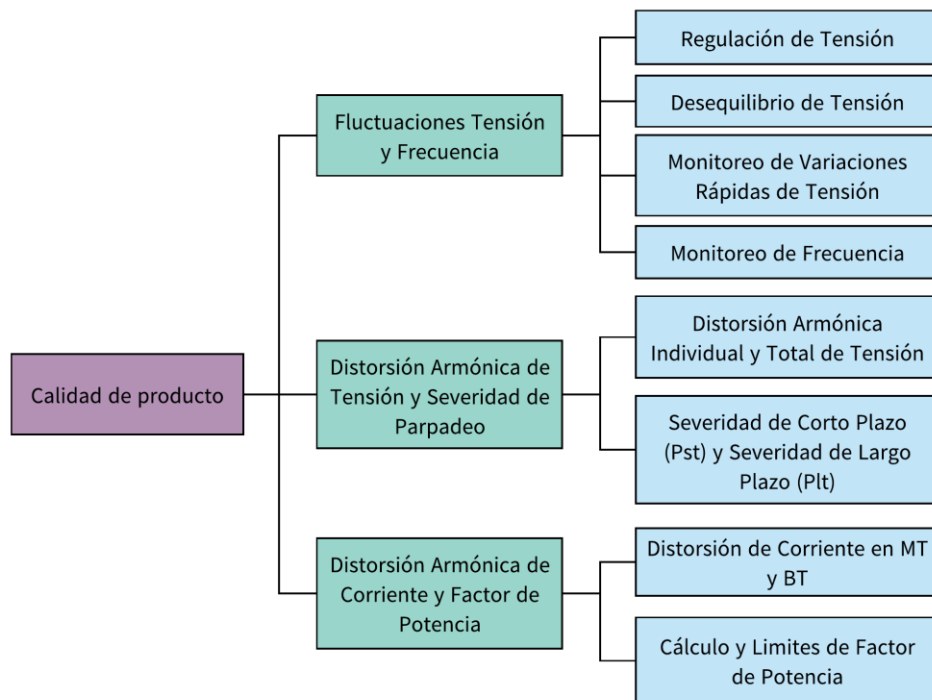 Calidad de producto
Fluctuaciones Tensión
y Frecuencia
Regulación de Tensión
Desequilibrio de Tensión
Monitoreo de Variaciones
Rápidas de Tensión
Monitoreo de Frecuencia
Distorsión Armónica de
Tensión y Severidad de
Parpadeo
Distorsión Armónica
Individual y Total de Tensión
Severidad de Corto Plazo
(Pst) y Severidad de Largo
Plazo (Plt)
Distorsión Armónica de
Corriente y Factor de
Potencia
Distorsión de Corriente en MT
y BT
Cálculo y Limites de Factor
de Potencia